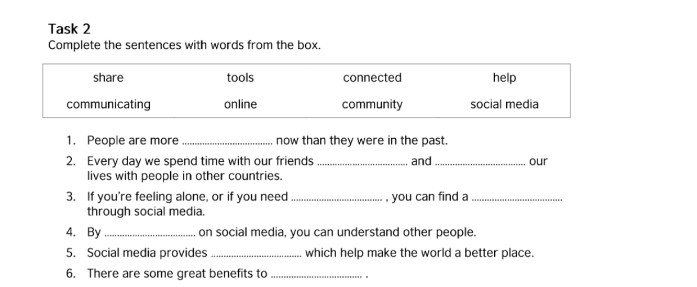 Task 2
Complete the sentences with words from the box.
share tools connected help
communicating online community social media
1. People are more ................................ now than they were in the past.
2. Every day we spend time with our friends ................................ and ................................ our
lives with people in other countries.
3. If you're feeling alone, or if you need ................................ , you can find a ................................
through social media.
4. By ................................ on social media, you can understand other people.
5. Social media provides ................................ which help make the world a better place.
6. There are some great benefits to ................................ .